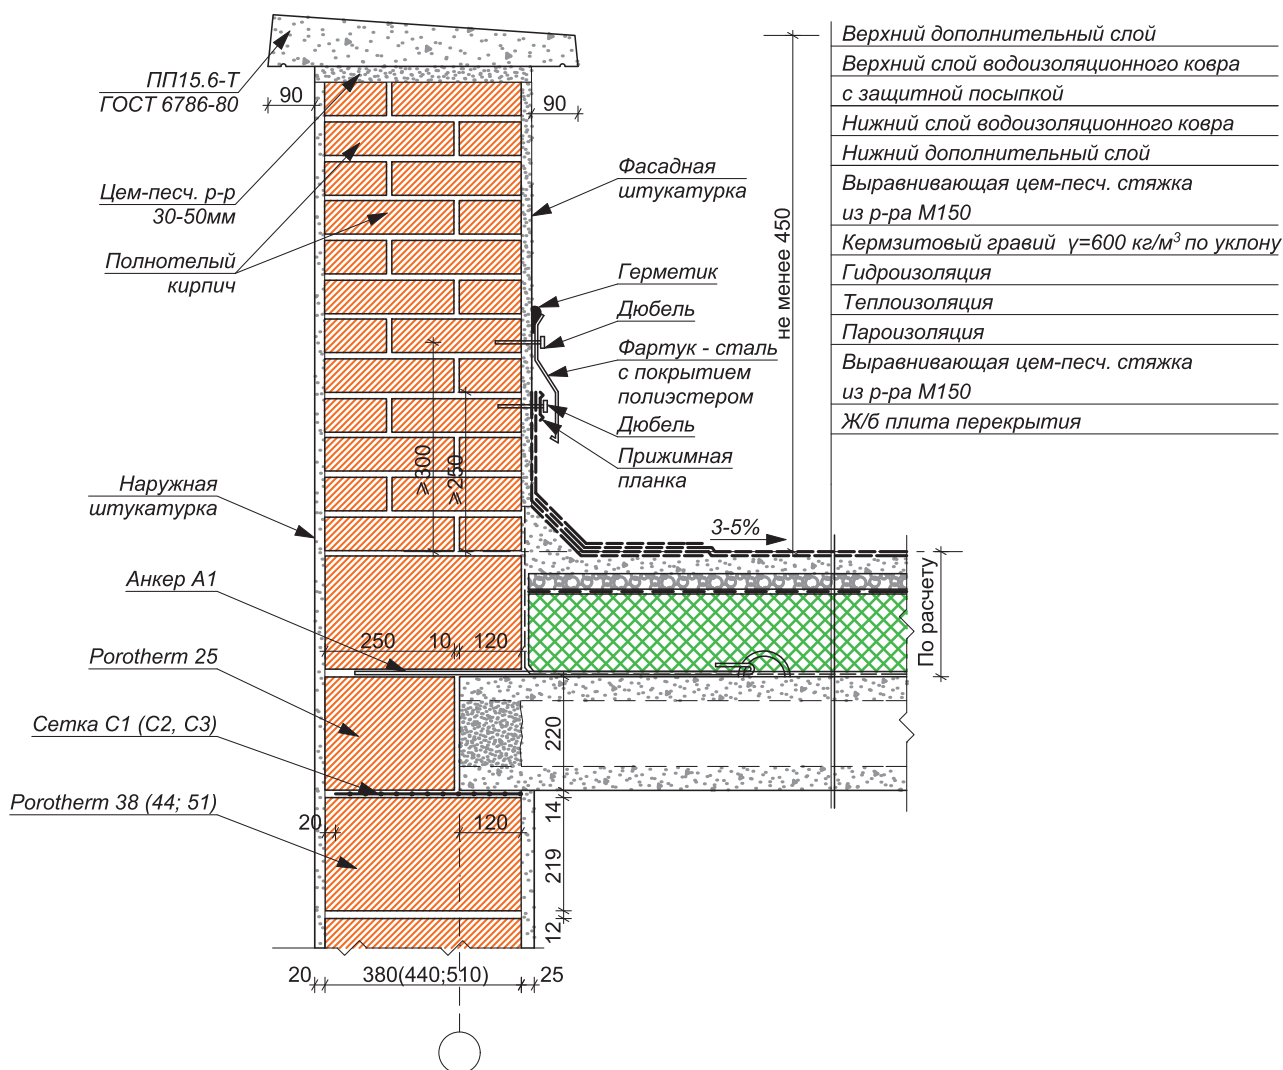 ПП15.6-Т
ГОСТ 6786-80
90
90
Цем-песч. р-р
30-50мм
Полнотелый
кирпич
Фасадная
штукатурка
Герметик
Дюбель
Фартук - сталь
с покрытием
полиэстером
Дюбель
Прижимная
планка
не менее 450
Верхний дополнительный слой
Верхний слой водоизоляционного ковра
с защитной посыпкой
Нижний слой водоизоляционного ковра
Нижний дополнительный слой
Выравнивающая цем-песч. стяжка
из р-ра М150
Кермзитовый гравий γ=600 кг/м³ по уклону
Гидроизоляция
Теплоизоляция
Пароизоляция
Выравнивающая цем-песч. стяжка
из р-ра М150
Ж/б плита перекрытия
⩾300
⩾250
Наружная
штукатурка
3-5%
Анкер А1
250
10
120
По расчету
Porotherm 25
Сетка С1 (С2, С3)
220
Porotherm 38 (44; 51)
20
120
14
219
12
20
380(440;510)
25